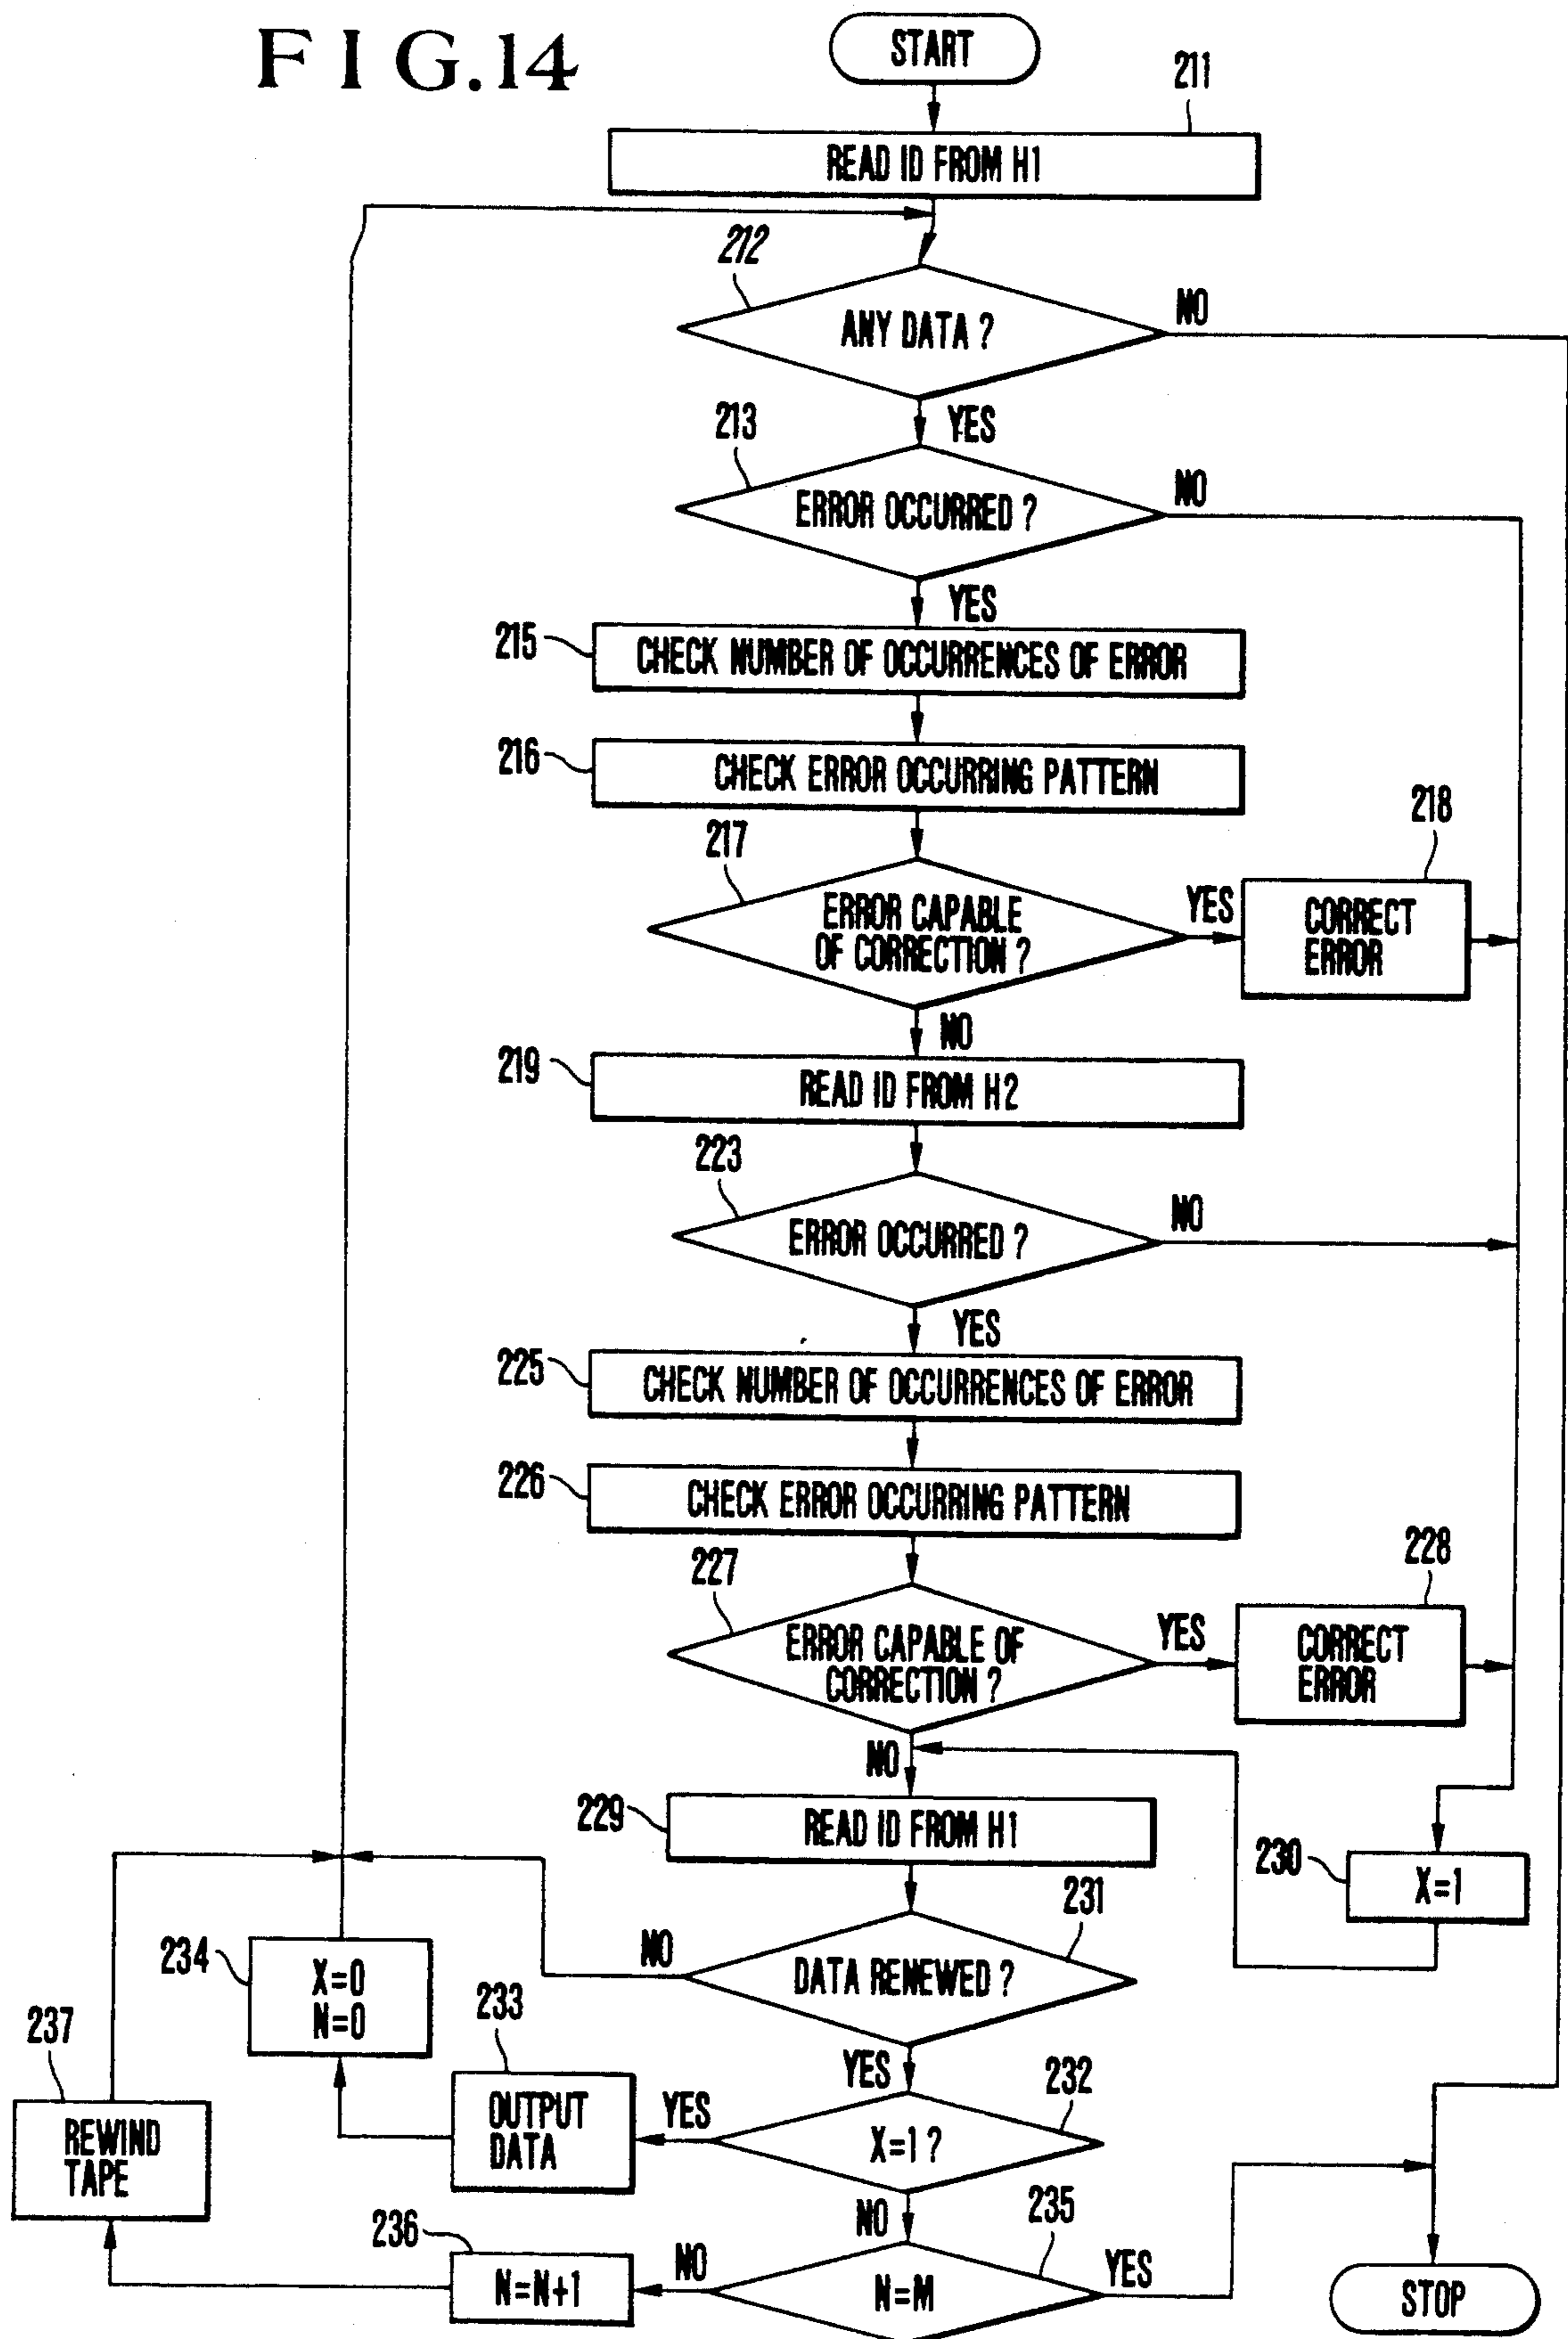 FIG.14
START
211
READ ID FROM H1
212
ANY DATA ?
NO
YES
213
ERROR OCCURRED ?
NO
YES
215
CHECK NUMBER OF OCCURRENCES OF ERROR
216
CHECK ERROR OCCURRING PATTERN
217
ERROR CAPABLE
OF CORRECTION ?
YES
218
CORRECT
ERROR
NO
219
READ ID FROM H2
223
ERROR OCCURRED ?
NO
YES
225
CHECK NUMBER OF OCCURRENCES OF ERROR
226
CHECK ERROR OCCURRING PATTERN
227
ERROR CAPABLE OF
CORRECTION ?
YES
228
CORRECT
ERROR
NO
229
READ ID FROM H1
230
X=1
231
DATA RENEWED ?
NO
YES
232
X=1 ?
YES
233
OUTPUT
DATA
234
X=0
N=0
NO
235
N=M
YES
NO
236
N=N+1
237
REWIND
TAPE
STOP